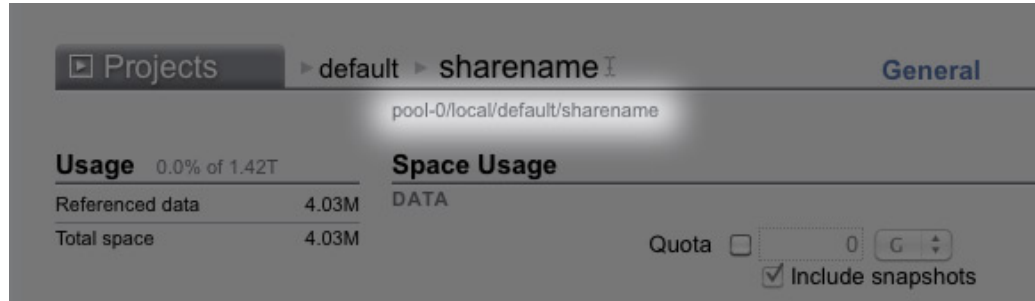 Projects default sharename General
pool-0/local/default/sharename
Usage 0.0% of 1.42T
Referenced data 4.03M
Total space 4.03M
Space Usage
DATA
Quota 0 G
Include snapshots